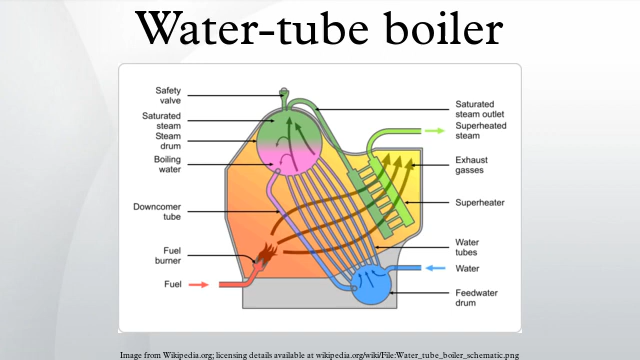 Water-tube boiler
Safety
valve
Saturated
steam
Steam
drum
Boiling
water
Downcomer
tube
Fuel
burner
Fuel
Saturated
steam outlet
Superheated
steam
Exhaust
gasses
Superheater
Water
tubes
Water
Feedwater
drum
Image from Wikipedia.org; licensing details available at wikipedia.org/wiki/File:Water_tube_boiler_schematic.png